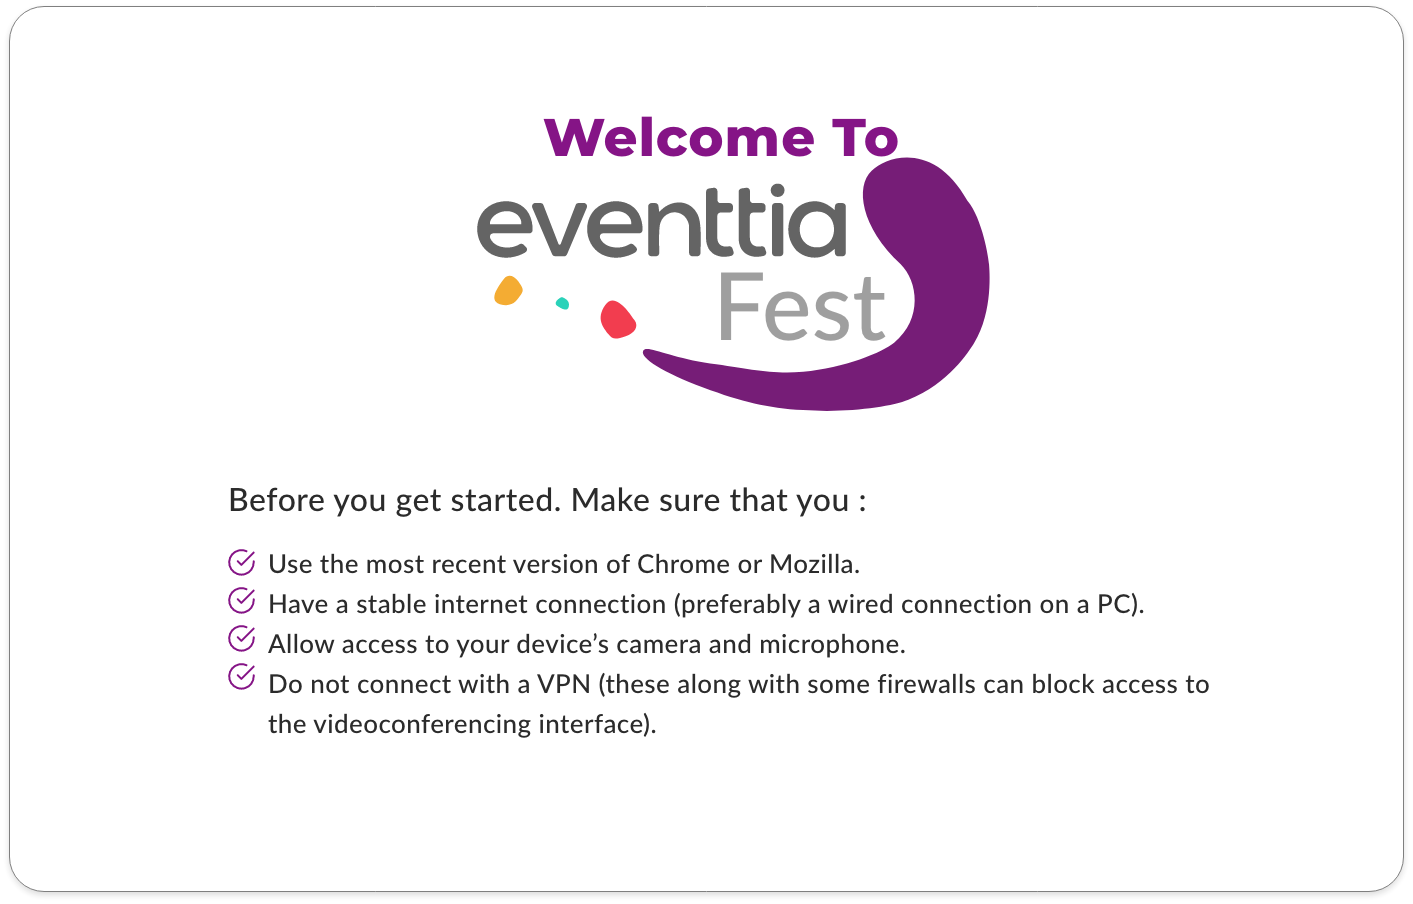 Welcome To
eventtia
Fest
Before you get started. Make sure that you :
Use the most recent version of Chrome or Mozilla.
Have a stable internet connection (preferably a wired connection on a PC).
Allow access to your device’s camera and microphone.
Do not connect with a VPN (these along with some firewalls can block access to
the videoconferencing interface).